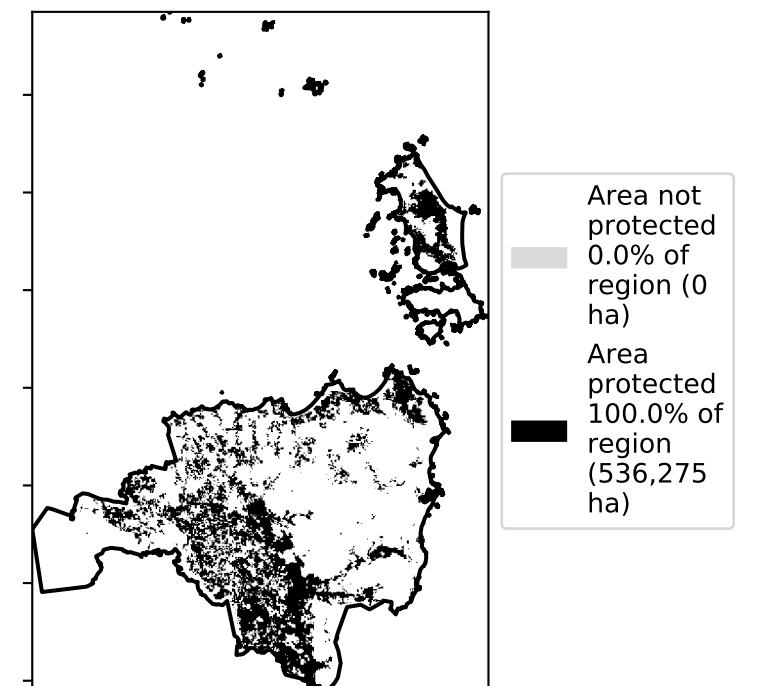 Area not
protected
0.0% of
region (0
ha)
Area
protected
100.0% of
region
(536,275
ha)